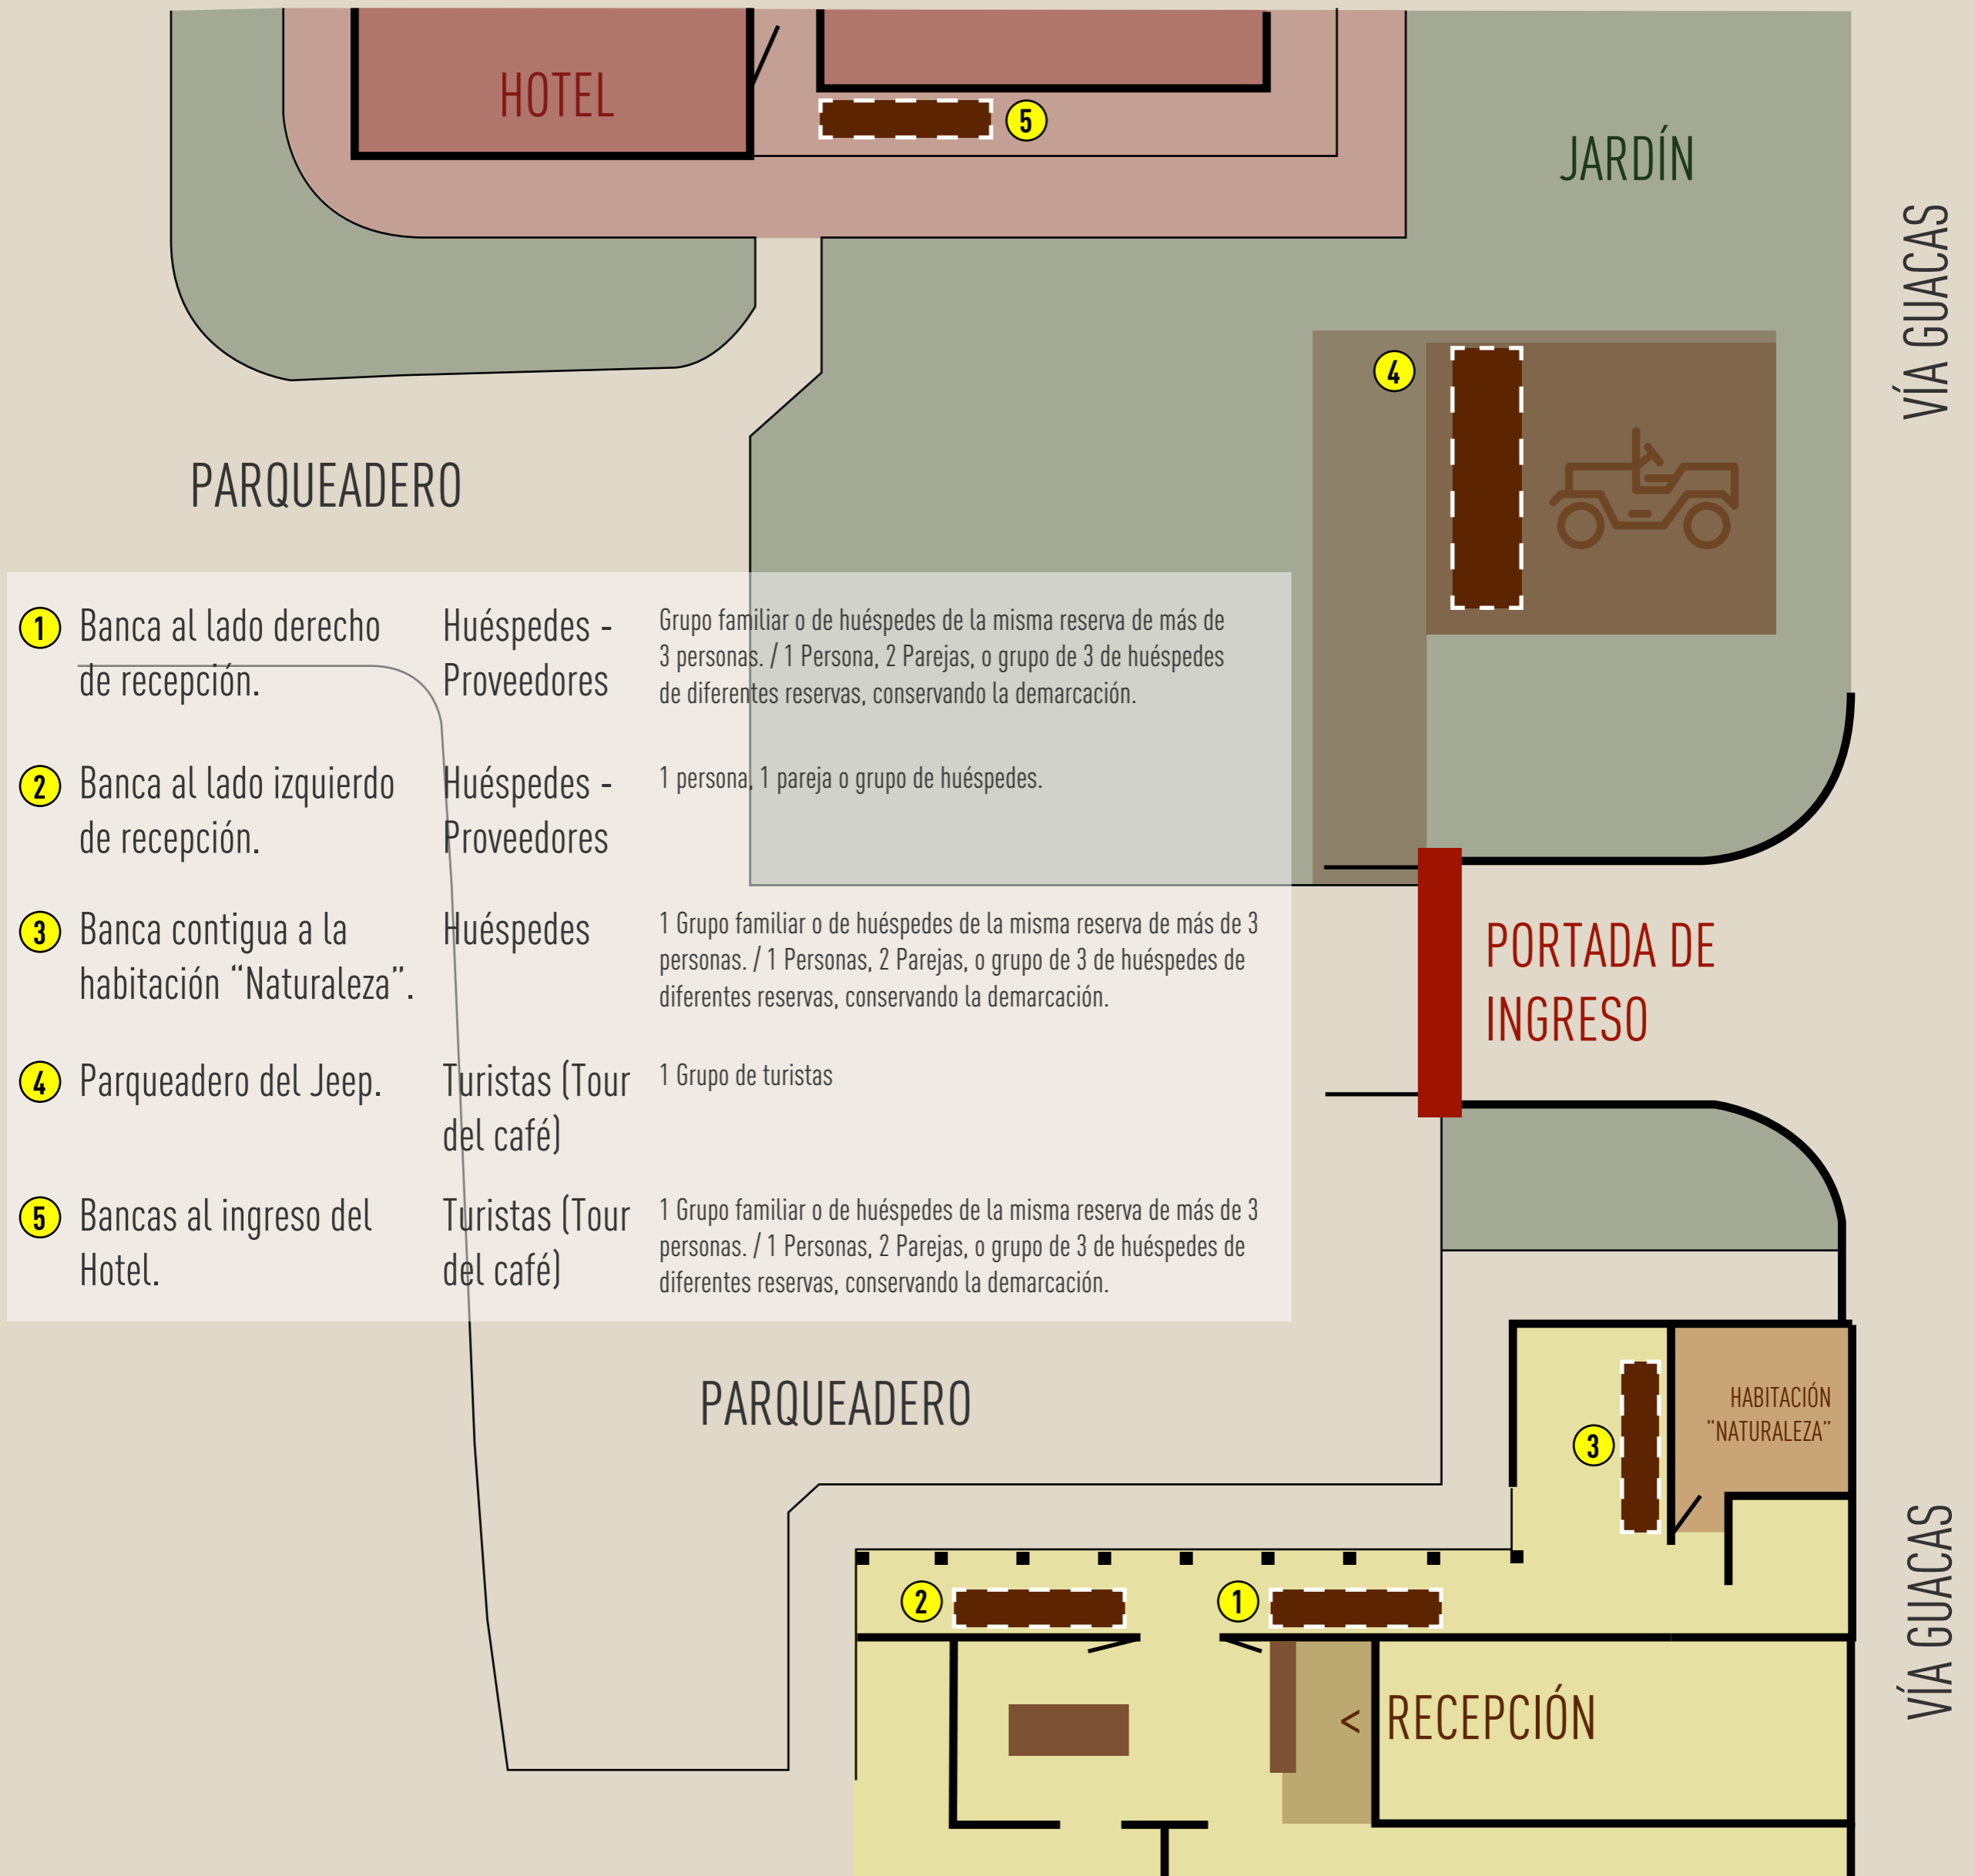 HOTEL
5
JARDÍN
VÍA GUACAS
4
PARQUEADERO
1 Banca al lado derecho
de recepción.
Huéspedes -
Proveedores
Grupo familiar o de huéspedes de la misma reserva de más de
3 personas. / 1 Persona, 2 Parejas, o grupo de 3 de huéspedes
de diferentes reservas, conservando la demarcación.
2 Banca al lado izquierdo
de recepción.
Huéspedes -
Proveedores
1 persona, 1 pareja o grupo de huéspedes.
3 Banca contigua a la
habitación “Naturaleza”.
Huéspedes
1 Grupo familiar o de huéspedes de la misma reserva de más de 3
personas. / 1 Personas, 2 Parejas, o grupo de 3 de huéspedes de
diferentes reservas, conservando la demarcación.
4 Parqueadero del Jeep.
Turistas (Tour
del café)
1 Grupo de turistas
5 Bancas al ingreso del
Hotel.
Turistas (Tour
del café)
1 Grupo familiar o de huéspedes de la misma reserva de más de 3
personas. / 1 Personas, 2 Parejas, o grupo de 3 de huéspedes de
diferentes reservas, conservando la demarcación.
PORTADA DE
INGRESO
PARQUEADERO
HABITACIÓN
“NATURALEZA”
3
VÍA GUACAS
2
1
< RECEPCIÓN